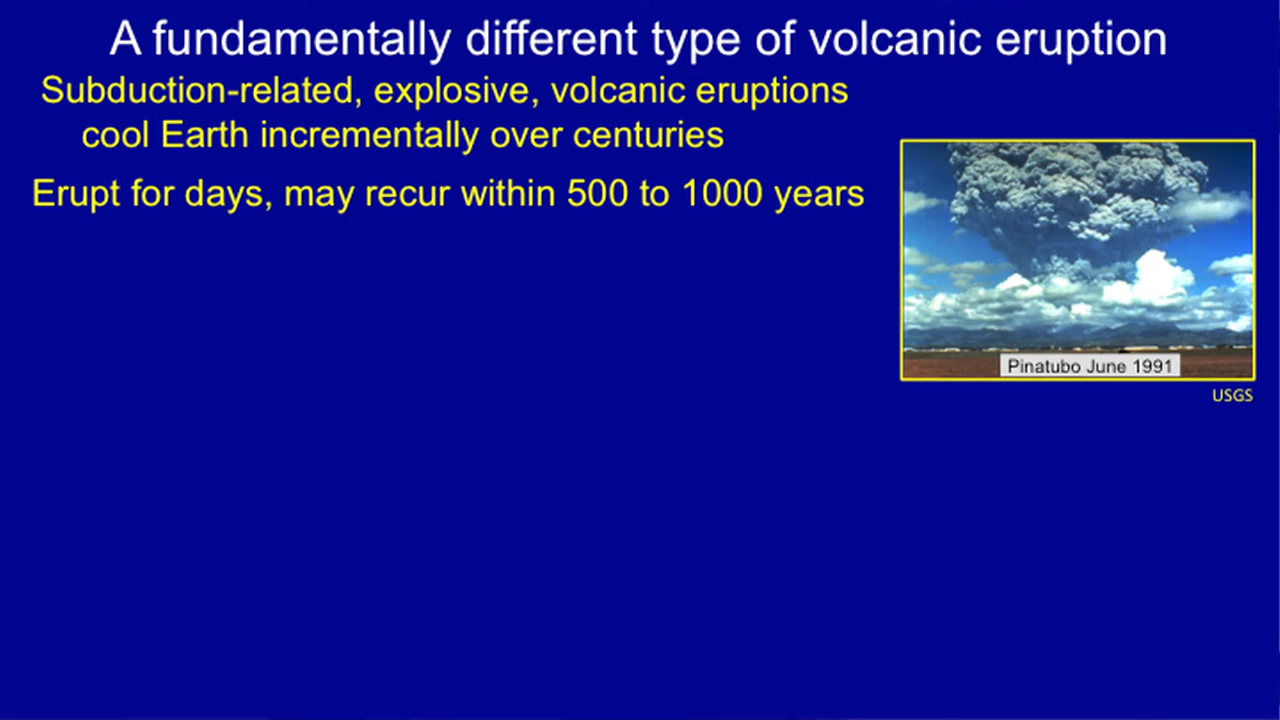 A fundamentally different type of volcanic eruption
Subduction-related, explosive, volcanic eruptions
cool Earth incrementally over centuries
Erupt for days, may recur within 500 to 1000 years
Pinatubo June 1991
USGS